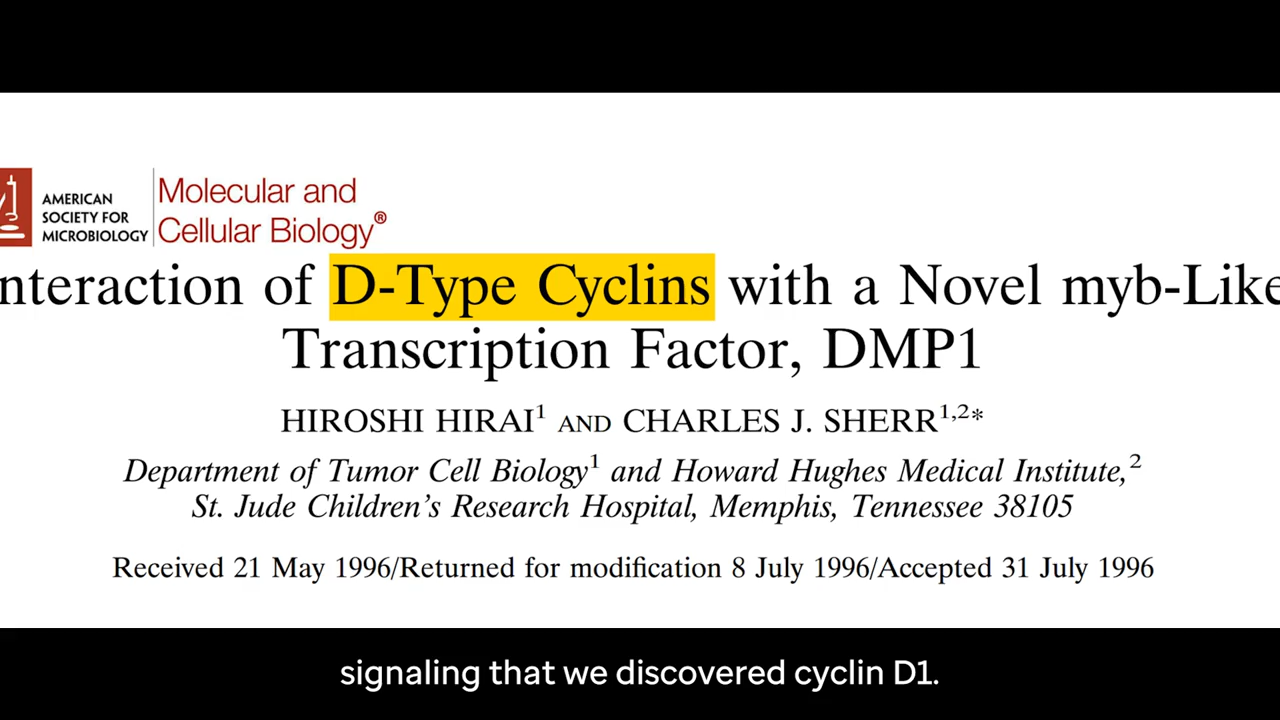 AMERICAN
SOCIETY FOR
MICROBIOLOGY
Molecular and
Cellular Biology®
nteraction of D-Type Cyclins with a Novel myb-Like
Transcription Factor, DMP1
HIROSHI HIRAI1 AND CHARLES J. SHERR1,2*
Department of Tumor Cell Biology1 and Howard Hughes Medical Institute,2
St. Jude Children's Research Hospital, Memphis, Tennessee 38105
Received 21 May 1996/Returned for modification 8 July 1996/Accepted 31 July 1996
signaling that we discovered cyclin D1.